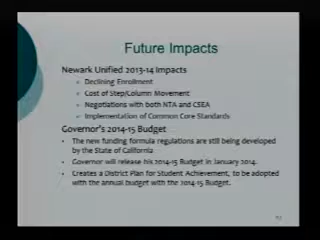 Future Impacts
Newark Unified 2013-14 Impacts
Declining Enrollment
Cost of Step/Column Movement
Negotiations with both NTA and CSEA
Implementation of Common Core Standards
Governor's 2014-15 Budget
The new funding formula regulations are still being developed
by the State of California
Governor will release his 2014-15 Budget in January 2014.
Creates a District Plan for Student Achievement, to be adopted
with the annual budget with the 2014-15 Budget.